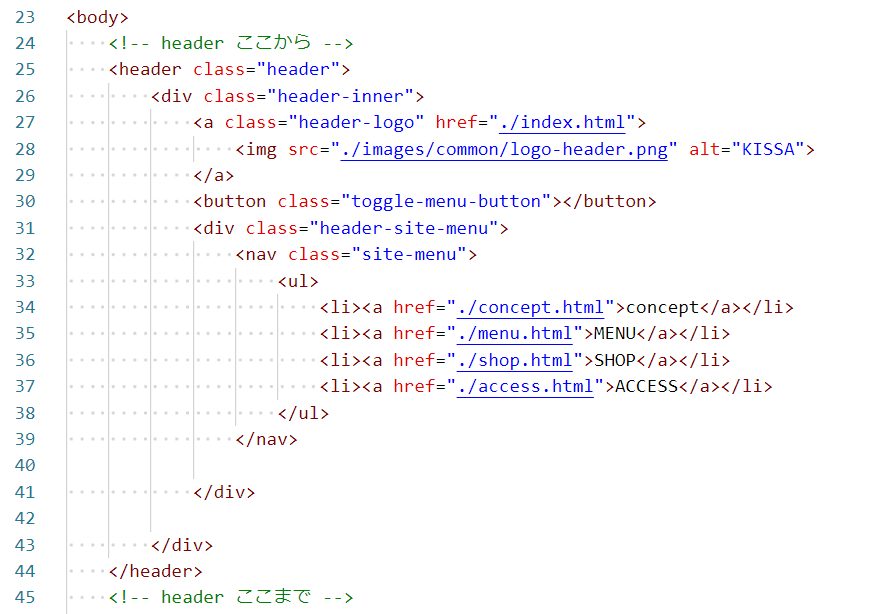 23 <body>
24     <!-- header ここから -->
25     <header class="header">
26         <div class="header-inner">
27             <a class="header-logo" href="./index.html">
28                 <img src="./images/common/logo-header.png" alt="KISSA">
29             </a>
30             <button class="toggle-menu-button"></button>
31             <div class="header-site-menu">
32                 <nav class="site-menu">
33                     <ul>
34                         <li><a href="./concept.html">concept</a></li>
35                         <li><a href="./menu.html">MENU</a></li>
36                         <li><a href="./shop.html">SHOP</a></li>
37                         <li><a href="./access.html">ACCESS</a></li>
38                     </ul>
39                 </nav>
40
41             </div>
42
43         </div>
44     </header>
45     <!-- header ここまで -->